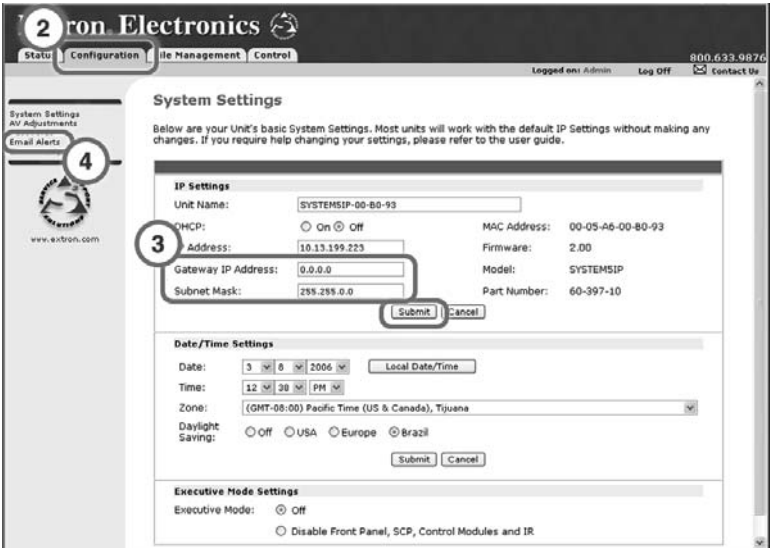 2
ron Electronics
Status Configuration ile Management Control
800.633.9876
Logged on: Admin Log Off Contact Us
System Settings
AV Adjustments
Email Alerts
4
www.extron.com
System Settings
Below are your Unit's basic System Settings. Most units will work with the default IP Settings without making any
changes. If you require help changing your settings, please refer to the user guide.
IP Settings
Unit Name: SYSTEM5IP-00-B0-93
DHCP: On Off MAC Address: 00-05-A6-00-B0-93
3
P Address: 10.13.199.223 Firmware: 2.00
Gateway IP Address: 0.0.0.0 Model: SYSTEM5IP
Subnet Mask: 255.255.0.0 Part Number: 60-397-10
Submit Cancel
Date/Time Settings
Date: 3 8 2006 Local Date/Time
Time: 12 38 PM
Zone: (GMT-08:00) Pacific Time (US & Canada), Tijuana
Daylight
Saving: Off USA Europe Brazil
Submit Cancel
Executive Mode Settings
Executive Mode: Off
Disable Front Panel, SCP, Control Modules and IR